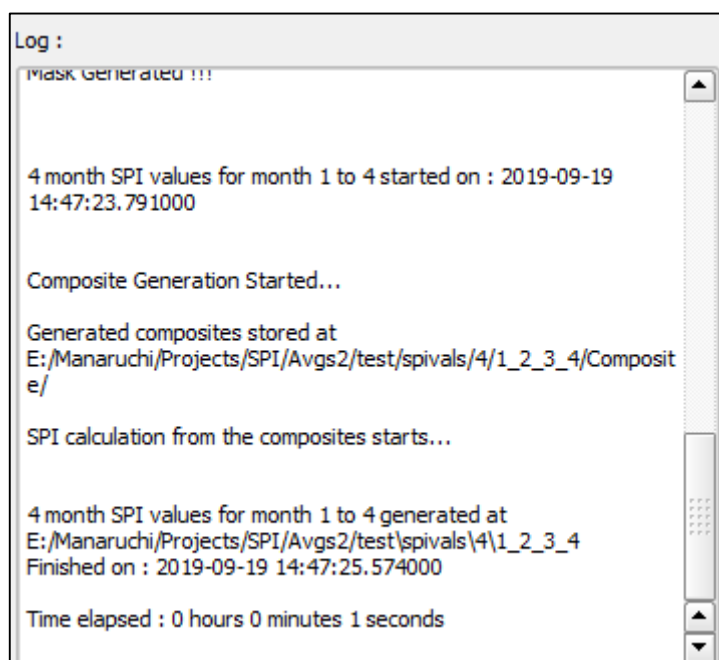 Log :
Mask Generated !!!
4 month SPI values for month 1 to 4 started on : 2019-09-19
14:47:23.791000
Composite Generation Started...
Generated composites stored at
E:/Manaruchi/Projects/SPI/Avgs2/test/spivals/4/1_2_3_4/Composit
e/
SPI calculation from the composites starts...
4 month SPI values for month 1 to 4 generated at
E:/Manaruchi/Projects/SPI/Avgs2/test\spivals\4\1_2_3_4
Finished on : 2019-09-19 14:47:25.574000
Time elapsed : 0 hours 0 minutes 1 seconds